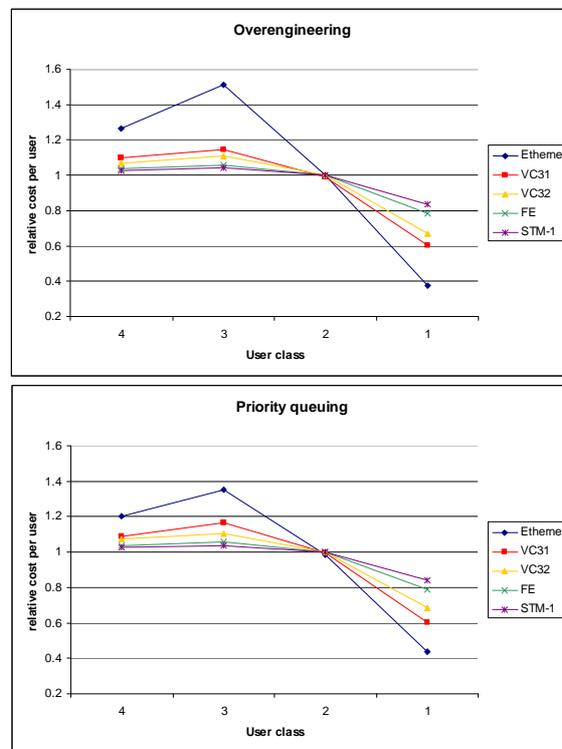 Overengineering
1.6
1.4
1.2
1
0.8
0.6
0.4
0.2
relative cost per user
4 3 2 1
User class
Etherne
VC31
VC32
FE
STM-1
Priority queuing
1.6
1.4
1.2
1
0.8
0.6
0.4
0.2
relative cost per user
4 3 2 1
User class
Etherne
VC31
VC32
FE
STM-1